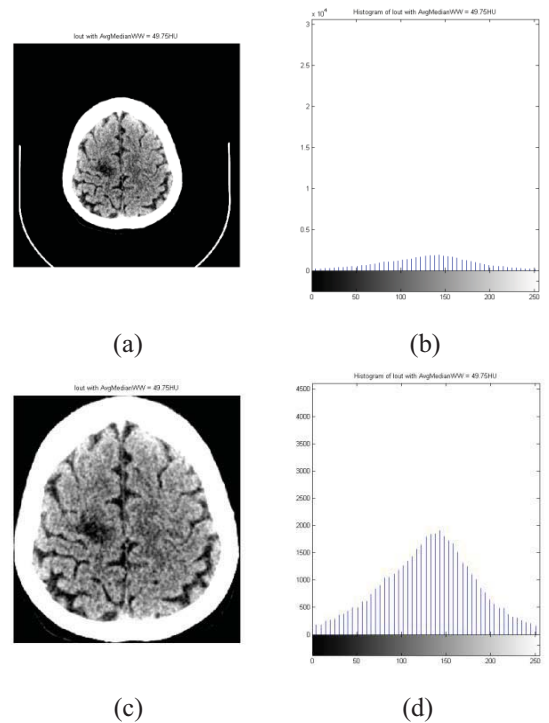 Iout with AvgMedianWW = 49.75HU
Histogram of Iout with AvgMedianWW = 49.75HU
x 10⁴
3
2.5
2
1.5
1
0.5
0
0 50 100 150 200 250
(a)
(b)
Iout with AvgMedianWW = 49.75HU
Histogram of Iout with AvgMedianWW = 49.75HU
4500
4000
3500
3000
2500
2000
1500
1000
500
0
0 50 100 150 200 250
(c)
(d)